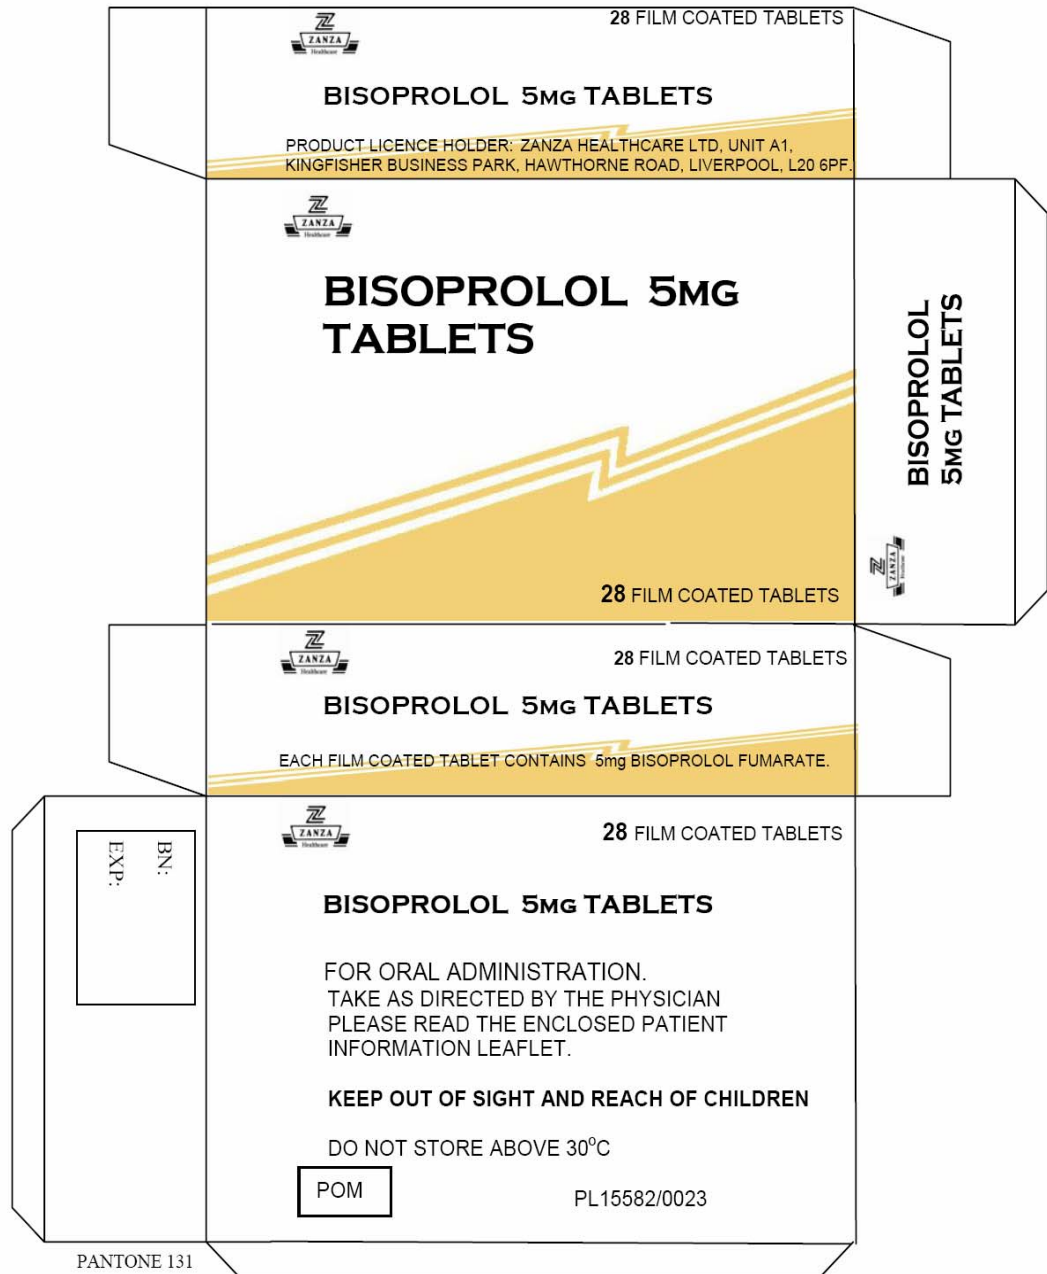 ZANZA
Healthcare
28 FILM COATED TABLETS
BISOPROLOL 5MG TABLETS
PRODUCT LICENCE HOLDER: ZANZA HEALTHCARE LTD, UNIT A1,
KINGFISHER BUSINESS PARK, HAWTHORNE ROAD, LIVERPOOL, L20 6PF.
ZANZA
Healthcare
BISOPROLOL 5MG
TABLETS
28 FILM COATED TABLETS
BISOPROLOL
5MG TABLETS
ZANZA
Healthcare
ZANZA
Healthcare
28 FILM COATED TABLETS
BISOPROLOL 5MG TABLETS
EACH FILM COATED TABLET CONTAINS 5mg BISOPROLOL FUMARATE.
BN:
EXP:
ZANZA
Healthcare
28 FILM COATED TABLETS
BISOPROLOL 5MG TABLETS
FOR ORAL ADMINISTRATION.
TAKE AS DIRECTED BY THE PHYSICIAN
PLEASE READ THE ENCLOSED PATIENT
INFORMATION LEAFLET.
KEEP OUT OF SIGHT AND REACH OF CHILDREN
DO NOT STORE ABOVE 30°C
POM
PL15582/0023
PANTONE 131